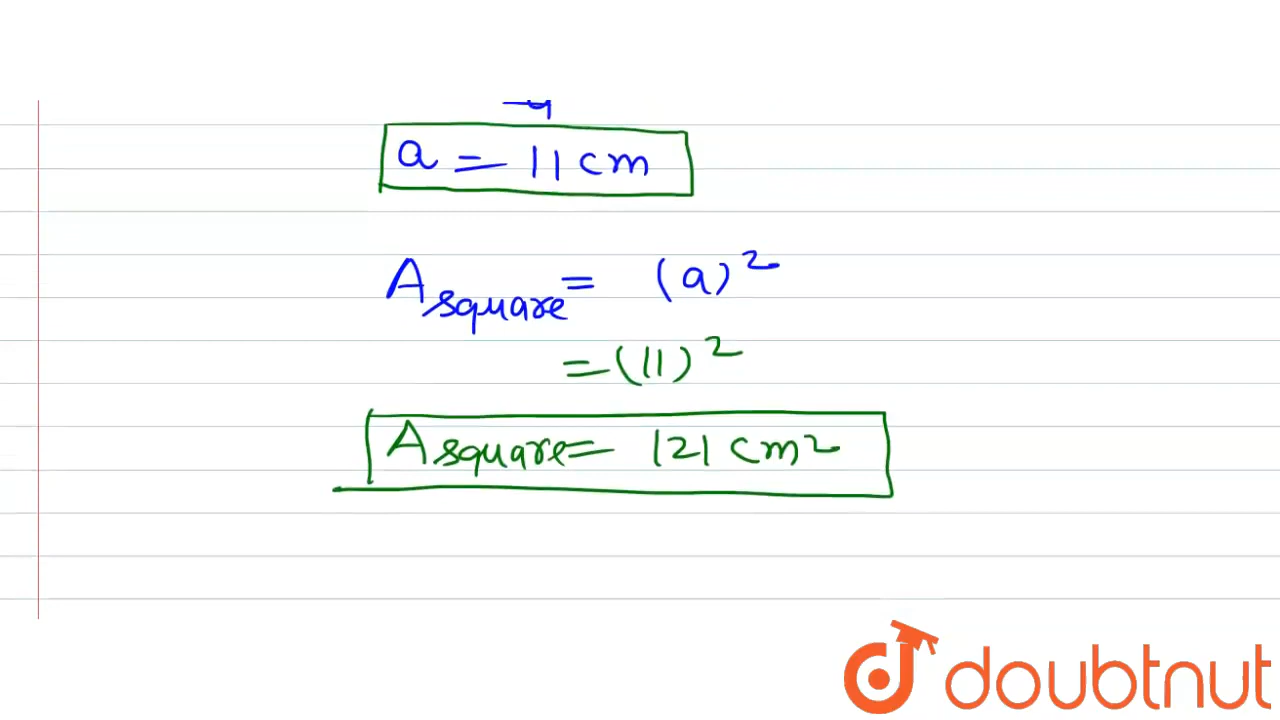 a = 11 cm
A square = (a)²
= (11)²
A square = 121 cm²
doubtnut